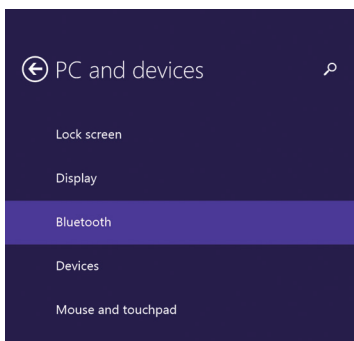 PC and devices
Lock screen
Display
Bluetooth
Devices
Mouse and touchpad